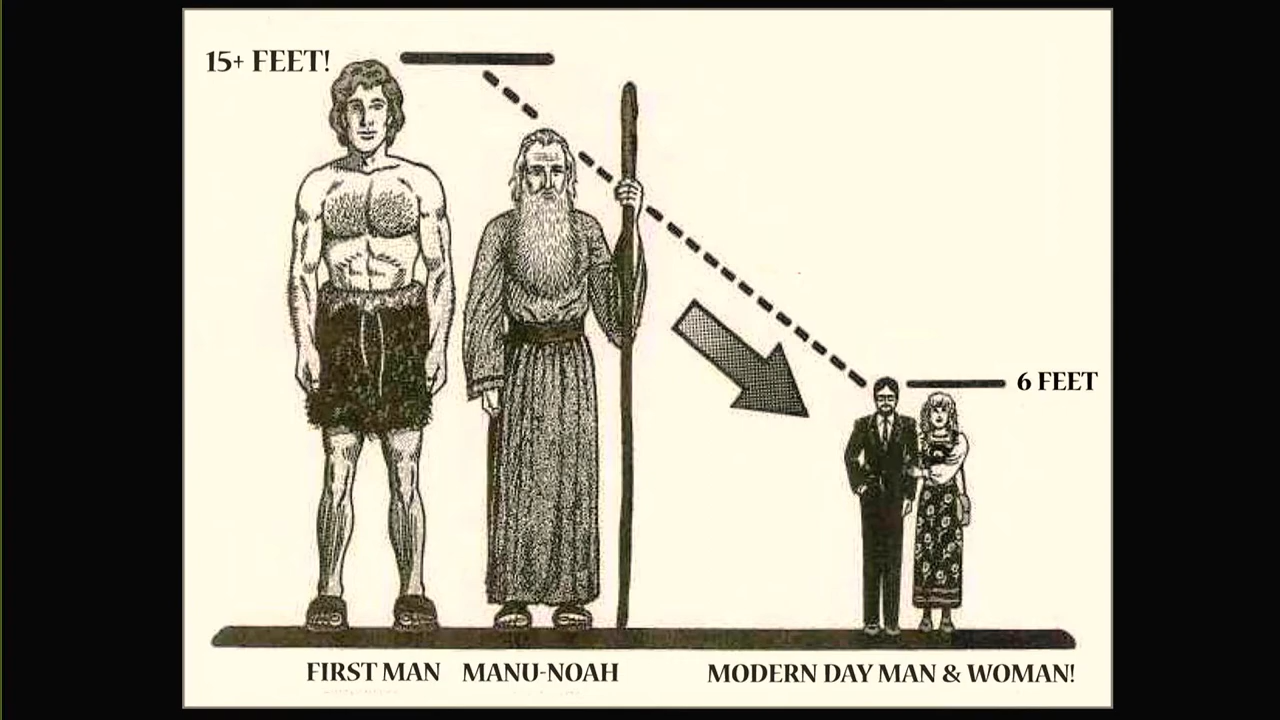 15+ FEET!
6 FEET
FIRST MAN
MANU-NOAH
MODERN DAY MAN & WOMAN!